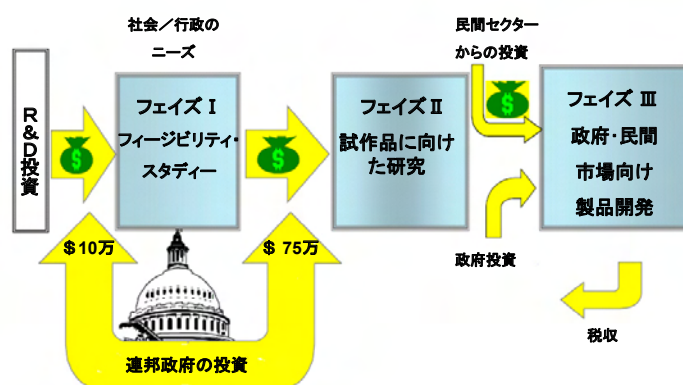 社会／行政の
ニーズ
民間セクター
からの投資
R&D投資
フェイズ I
フィージビリティ・
スタディー
フェイズ II
試作品に向け
た研究
フェイズ III
政府・民間
市場向け
製品開発
$
$
$
＄10万
＄75万
政府投資
税収
連邦政府の投資